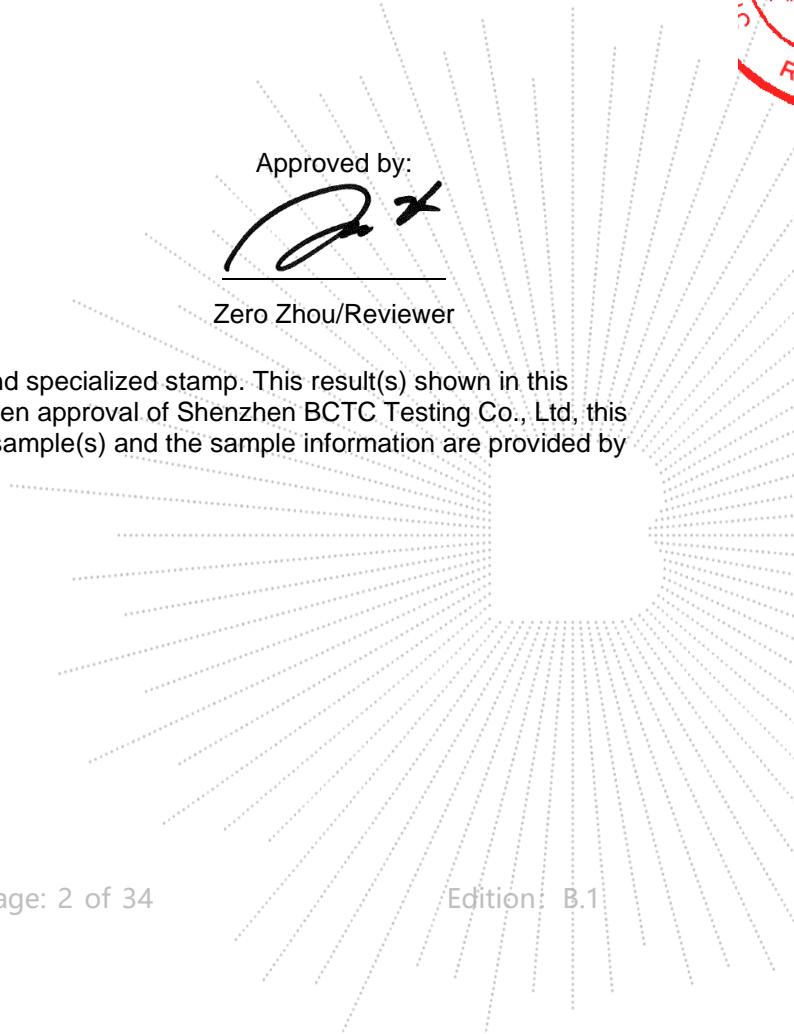 Approved by:
Zero Zhou/Reviewer
nd specialized stamp. This result(s) shown in this
en approval of Shenzhen BCTC Testing Co., Ltd, this
sample(s) and the sample information are provided by
age: 2 of 34 Edition: B.1